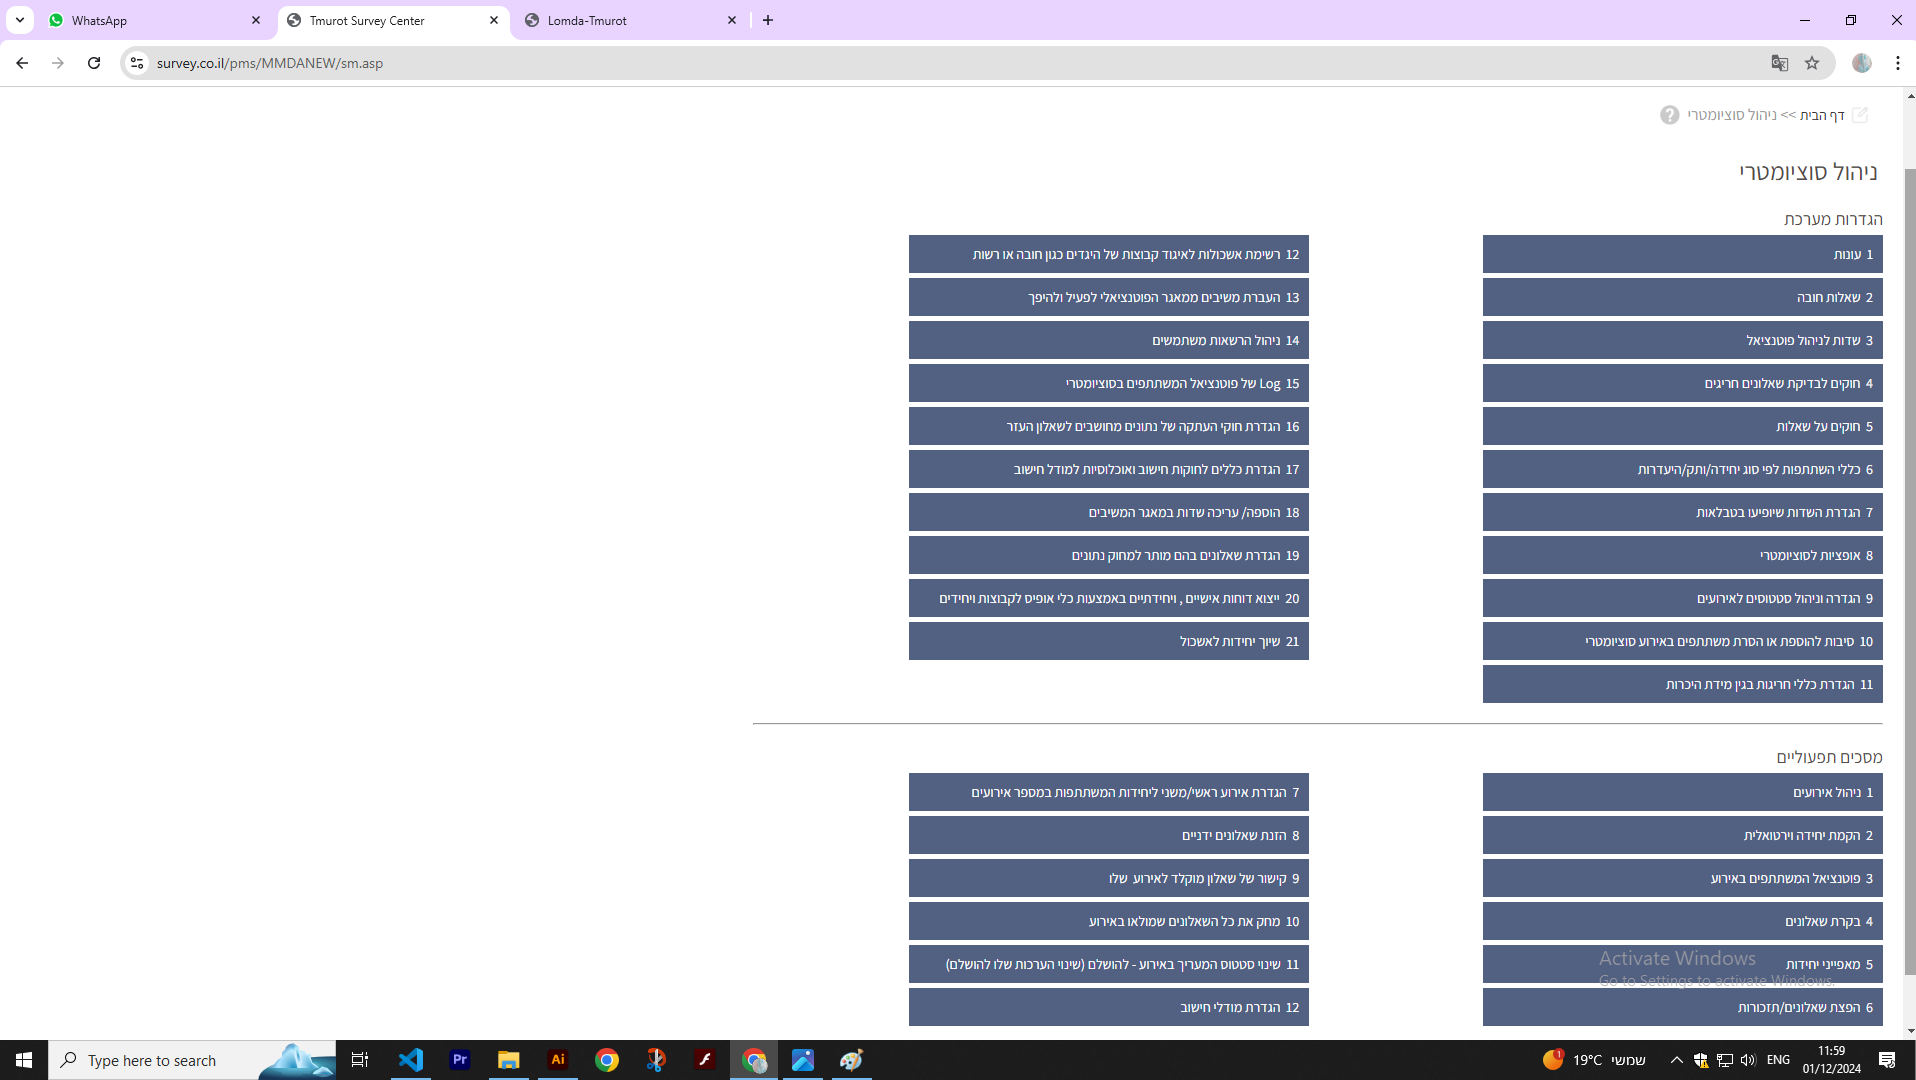 WhatsApp
Tmurot Survey Center
Lomda-Tmurot
survey.co.il/pms/MMDANEW/sm.asp
דף הבית >> ניהול סוציומטרי ?
ניהול סוציומטרי
הגדרות מערכת
1 עונות
2 שאלות חובה
3 שדות לניהול פוטנציאל
4 חוקים לבדיקת שאלונים חריגים
5 חוקים על שאלות
6 כללי השתתפות לפי סוג יחידה/ותק/היעדרות
7 הגדרת השדות שיופיעו בטבלאות
8 אופציות לסוציומטרי
9 הגדרה וניהול סטטוסים לאירועים
10 סיבות להוספת או הסרת משתתפים באירוע סוציומטרי
11 הגדרת כללי חריגות בגין מידת היכרות
12 רשימת אשכולות לאיגוד קבוצות של היגדים כגון חובה או רשות
13 העברת משיבים ממאגר הפוטנציאלי לפעיל ולהיפך
14 ניהול הרשאות משתמשים
15 Log של פוטנציאל המשתתפים בסוציומטרי
16 הגדרת חוקי העתקה של נתונים מחושבים לשאלון העזר
17 הגדרת כללים לחוקות חישוב ואוכלוסיות למודל חישוב
18 הוספה/ עריכה שדות במאגר המשיבים
19 הגדרת שאלונים בהם מותר למחוק נתונים
20 ייצוא דוחות אישיים , ויחידתיים באמצעות כלי אופיס לקבוצות ויחידים
21 שיוך יחידות לאשכול
מסכים תפעוליים
1 ניהול אירועים
2 הקמת יחידה וירטואלית
3 פוטנציאל המשתתפים באירוע
4 בקרת שאלונים
5 מאפייני יחידות
6 הפצת שאלונים/תזכורות
7 הגדרת אירוע ראשי/משני ליחידות המשתתפות במספר אירועים
8 הזנת שאלונים ידניים
9 קישור של שאלון מוקלד לאירוע שלו
10 מחק את כל השאלונים שמולאו באירוע
11 שינוי סטטוס המעריך באירוע - להושלם (שינוי הערכות שלו להושלם)
12 הגדרת מודלי חישוב
Activate Windows
Go to Settings to activate Windows.
Type here to search
Pr
Ai
1
19°C שמשי
ENG
11:59
01/12/2024